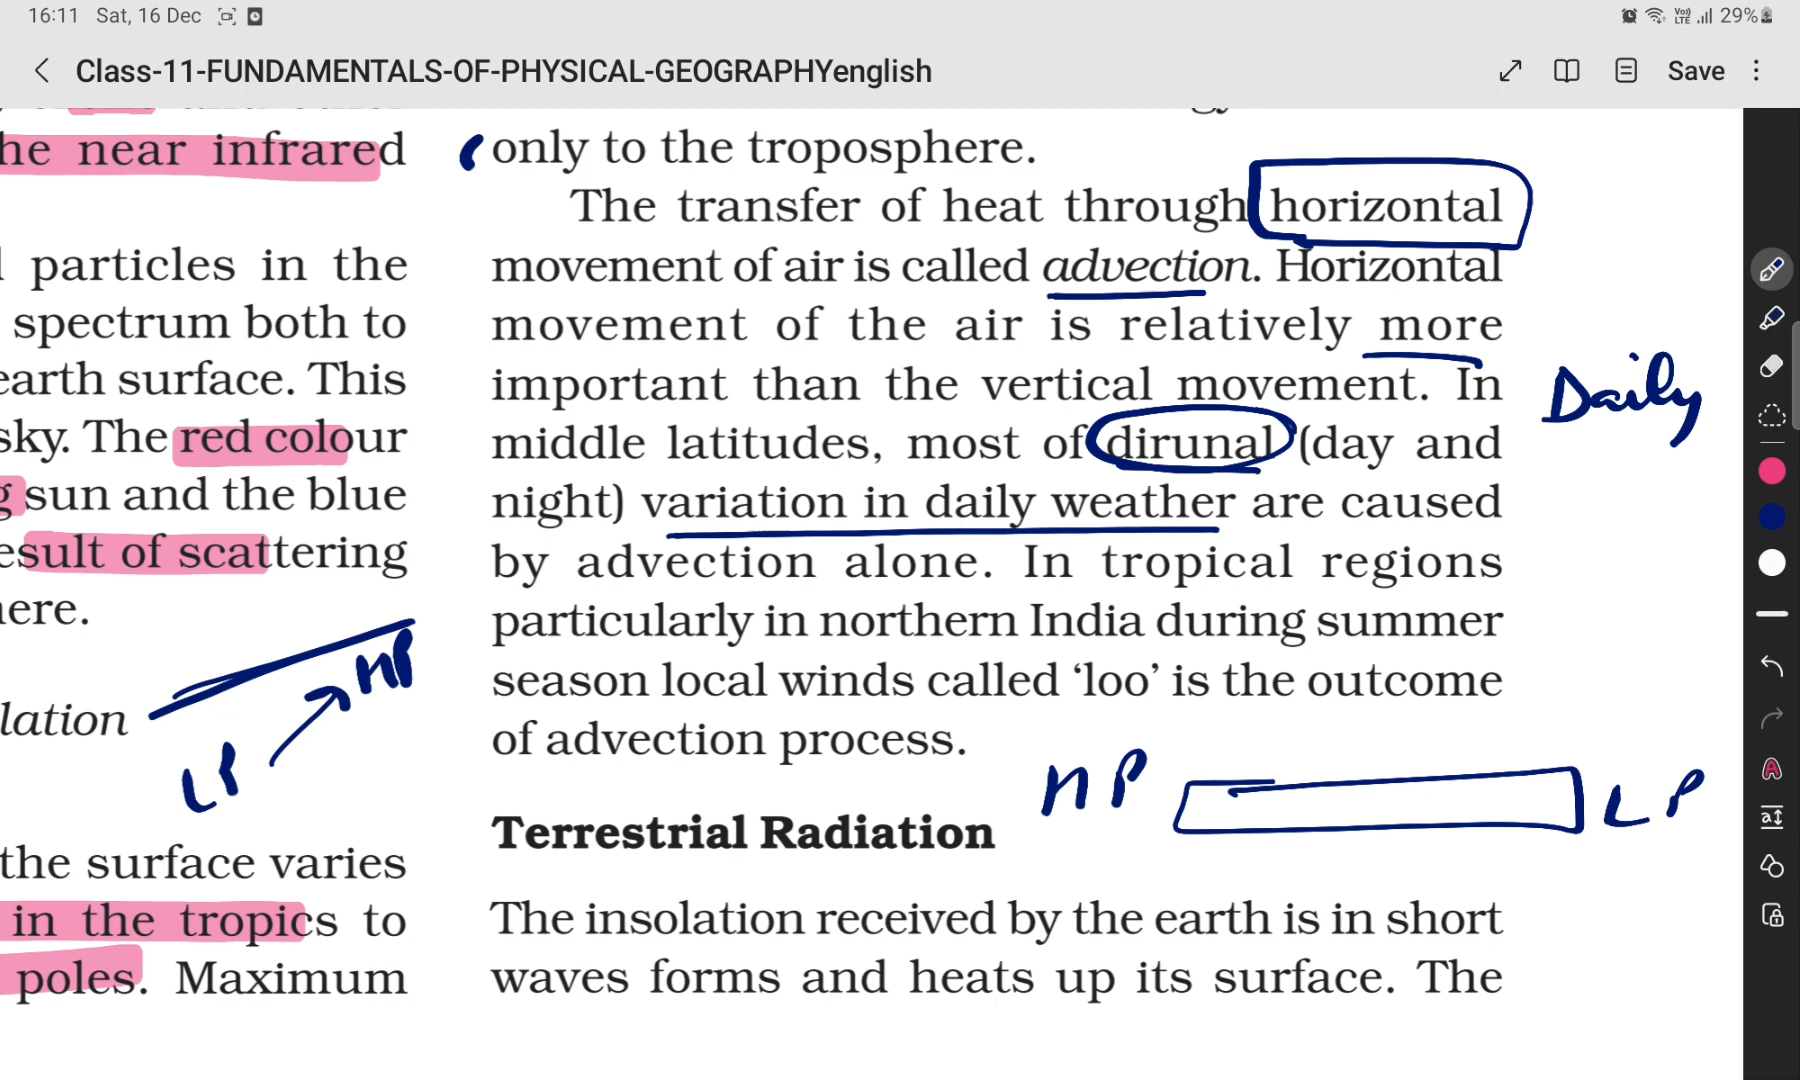 16:11 Sat, 16 Dec
29%
Class-11-FUNDAMENTALS-OF-PHYSICAL-GEOGRAPHYenglish
Save
he near infrared
particles in the
spectrum both to
earth surface. This
sky. The red colour
g sun and the blue
esult of scattering
here.
HP
lation
LP
the surface varies
in the tropics to
poles. Maximum
only to the troposphere.
The transfer of heat through horizontal
movement of air is called advection. Horizontal
movement of the air is relatively more
important than the vertical movement. In
Daily
middle latitudes, most of dirunal (day and
night) variation in daily weather are caused
by advection alone. In tropical regions
particularly in northern India during summer
season local winds called ‘loo’ is the outcome
of advection process.
HP LP
Terrestrial Radiation
The insolation received by the earth is in short
waves forms and heats up its surface. The